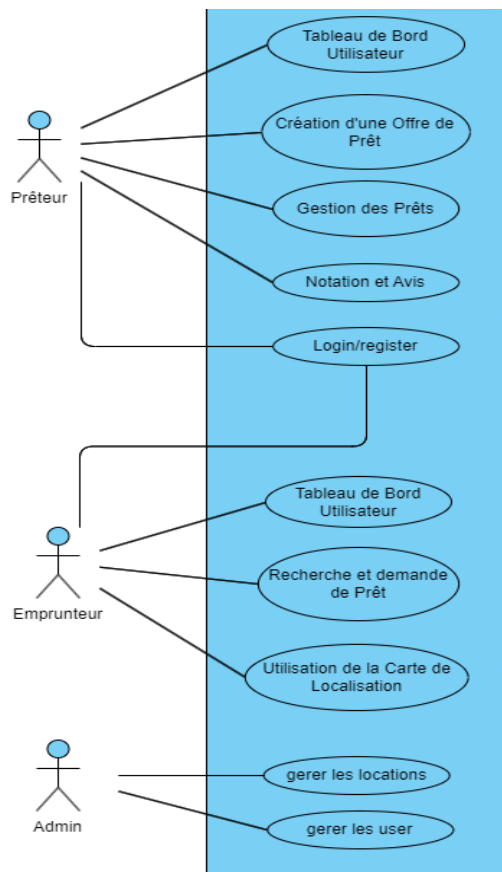 Tableau de Bord
Utilisateur
Création d'une Offre de
Prêt
Prêteur
Gestion des Prêts
Notation et Avis
Login/register
Tableau de Bord
Utilisateur
Recherche et demande
de Prêt
Emprunteur
Utilisation de la Carte de
Localisation
gerer les locations
Admin
gerer les user